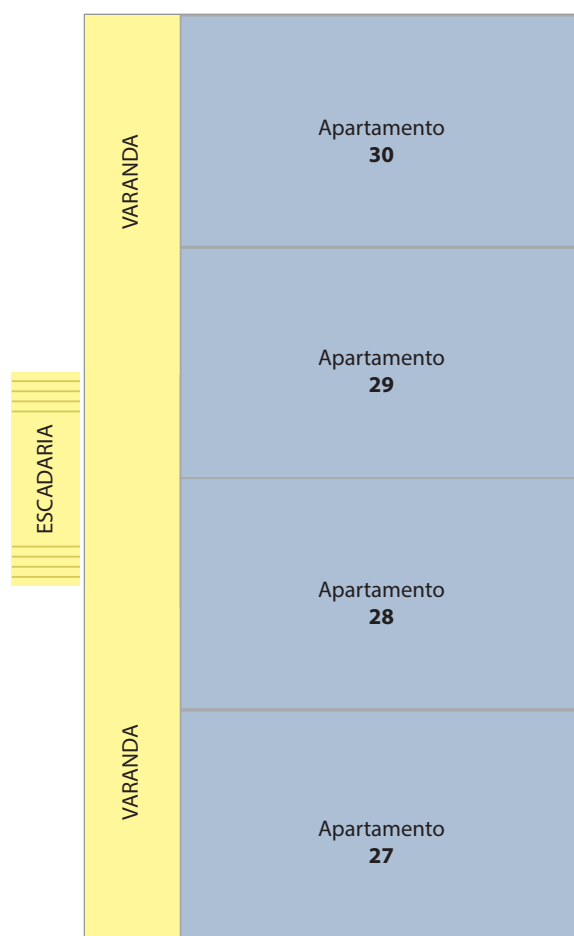 VARANDA
Apartamento
30
Apartamento
29
ESCADARIA
Apartamento
28
VARANDA
Apartamento
27